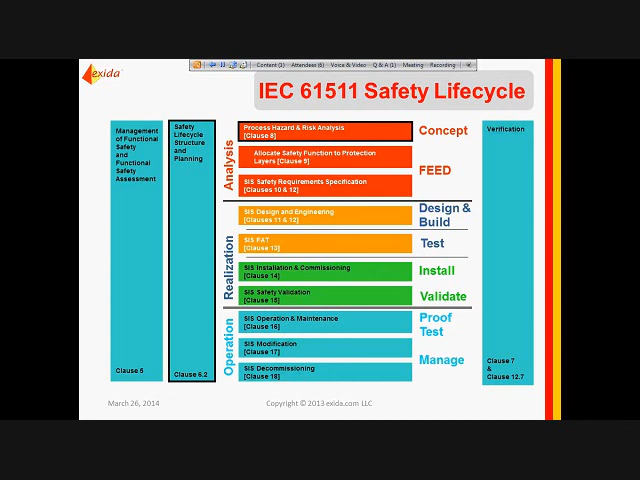 Content (3) Attendees (6) Voice & Video Q & A (1) Meeting Recording
exida
IEC 61511 Safety Lifecycle
Management
of Functional
Safety
and
Functional
Safety
Assessment
Clause 5
Safety
Lifecycle
Structure
and
Planning
Clause 6.2
Analysis
Process Hazard & Risk Analysis
[Clause 8]
Concept
Allocate Safety Function to Protection
Layers [Clause 9]
FEED
SIS Safety Requirements Specification
[Clauses 10 & 12]
Realization
SIS Design and Engineering
[Clauses 11 & 12]
Design &
Build
SIS FAT
[Clause 13]
Test
SIS Installation & Commissioning
[Clause 14]
Install
SIS Safety Validation
[Clause 15]
Validate
Operation
SIS Operation & Maintenance
[Clause 16]
Proof
Test
SIS Modification
[Clause 17]
Manage
SIS Decommissioning
[Clause 18]
Verification
Clause 7
&
Clause 12.7
March 26, 2014
Copyright © 2013 exida.com LLC